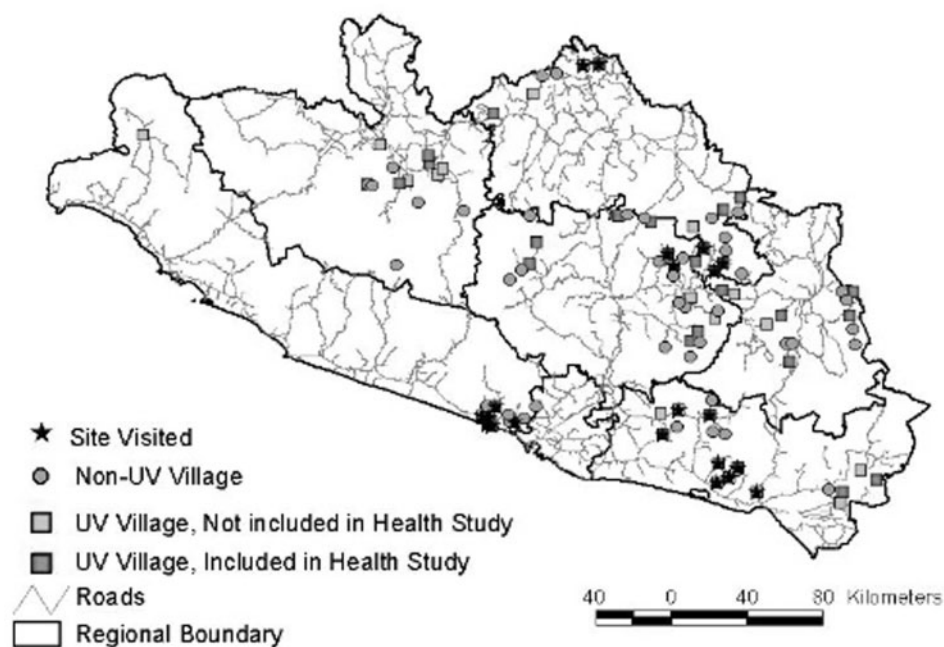 Site Visited
Non-UV Village
UV Village, Not included in Health Study
UV Village, Included in Health Study
Roads
Regional Boundary
40 0 40 80 Kilometers